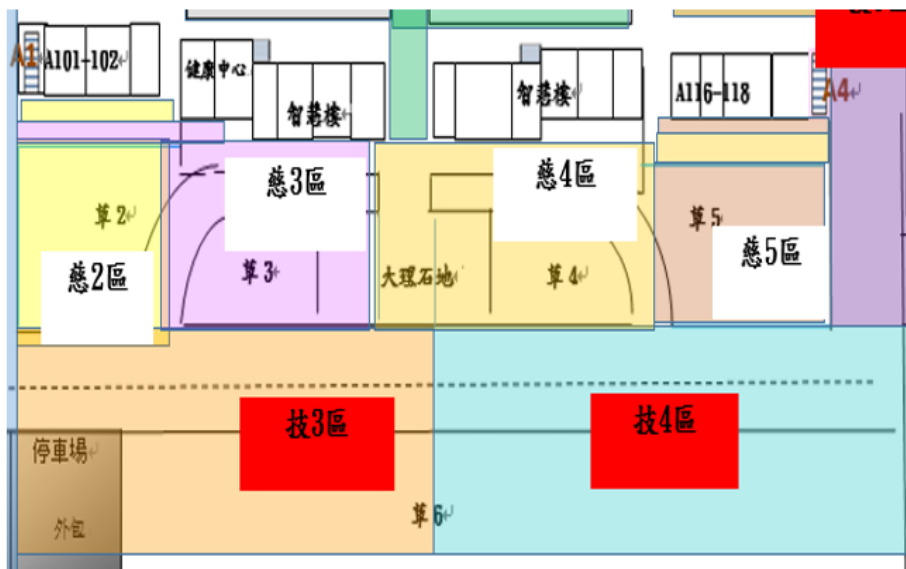 A1
A101-102
健康中心
智慈樓
智慈樓
A116-118
A4
慈3區
慈4區
草2
草5
慈5區
慈2區
草3
大理石地
草4
技3區
技4區
停車場
草6
外包